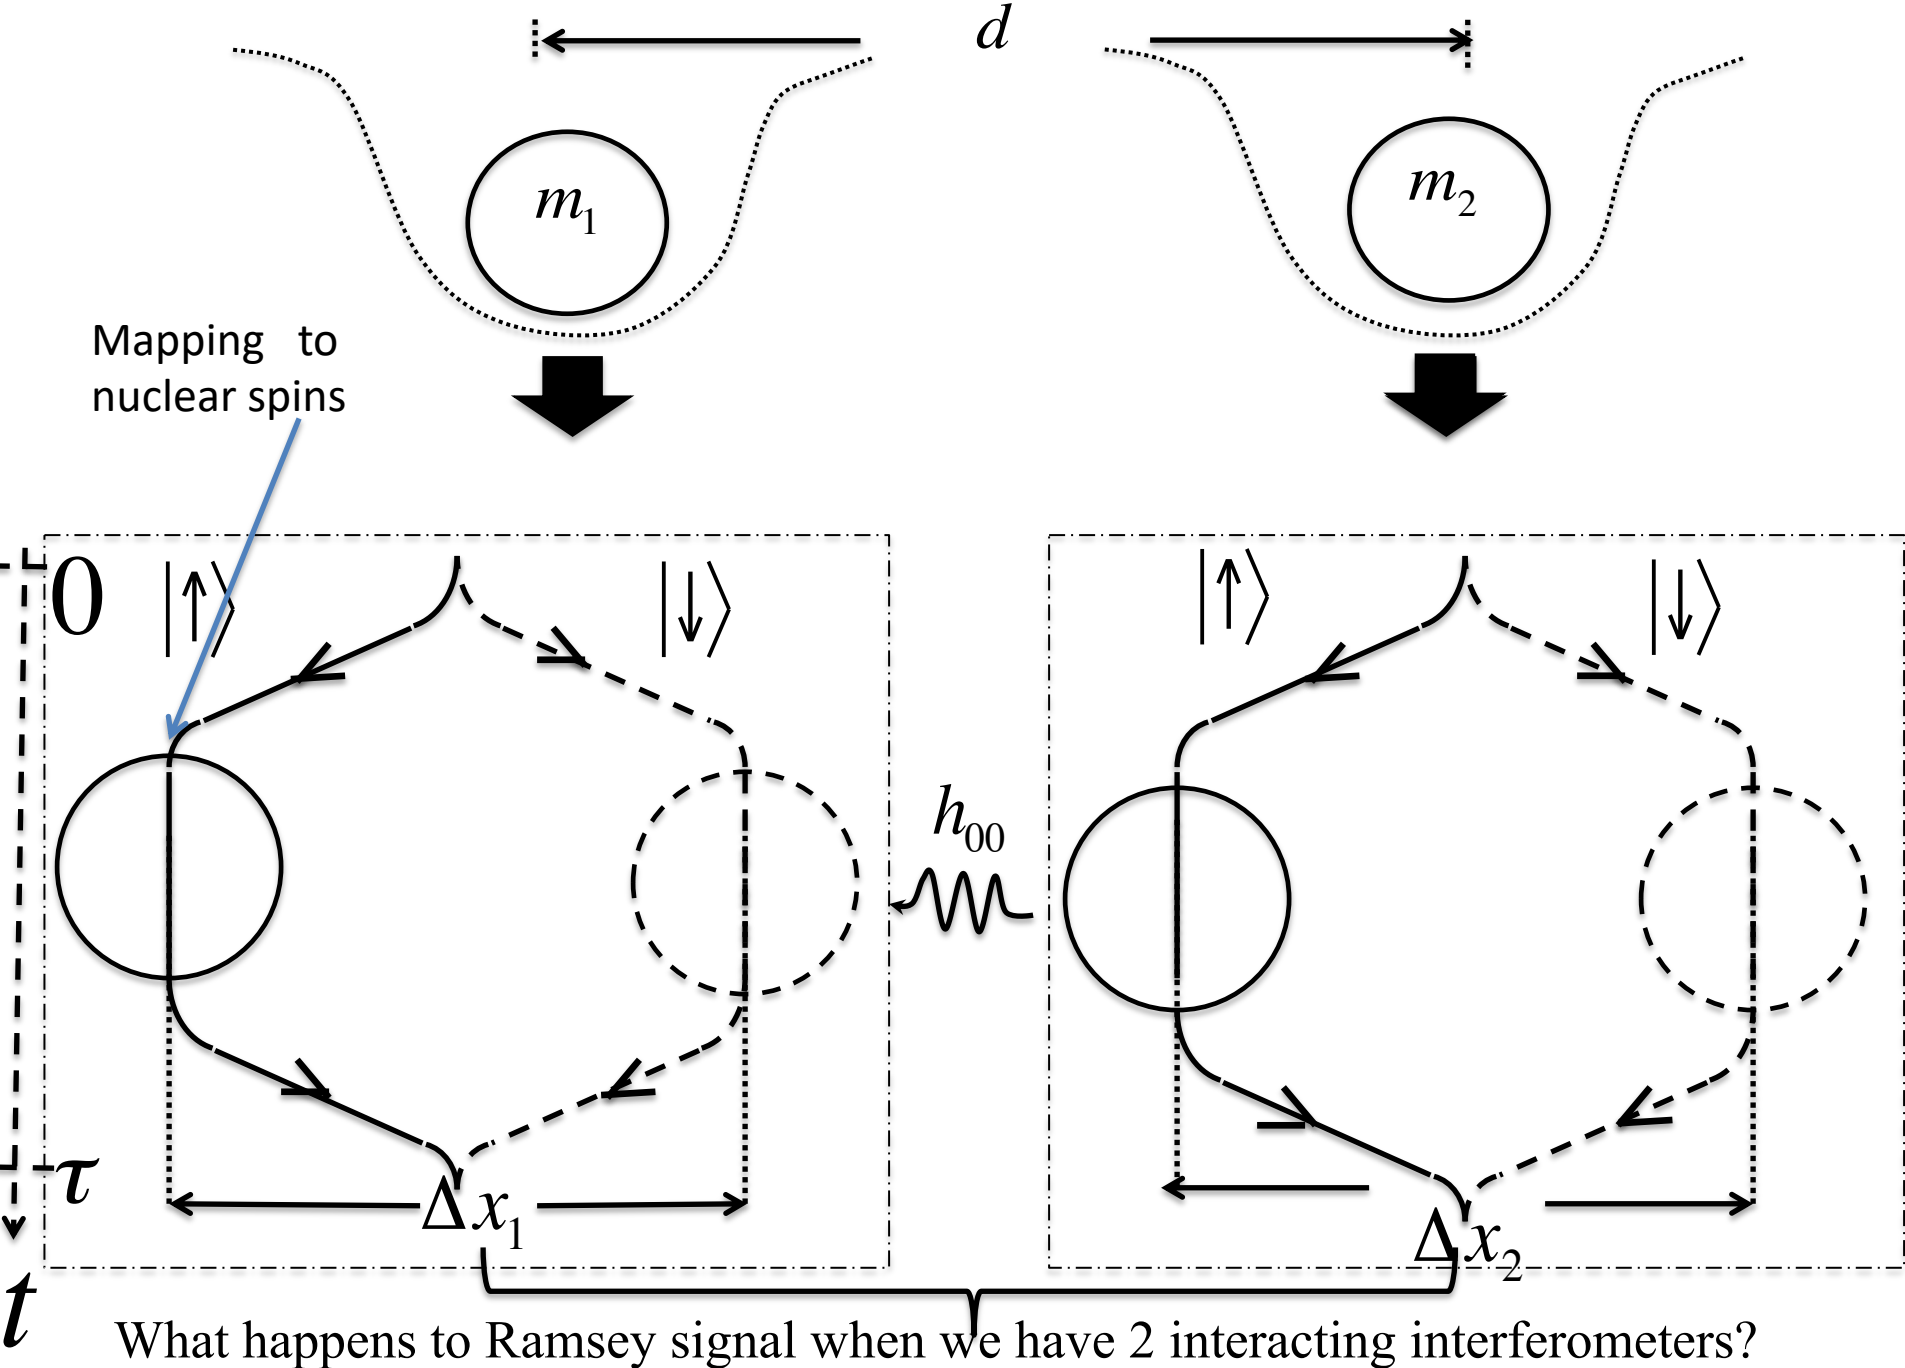 d
m₁
m₂
Mapping to
nuclear spins
0
|↑⟩
|↓⟩
|↑⟩
|↓⟩
h₀₀
τ
Δx₁
Δx₂
t
What happens to Ramsey signal when we have 2 interacting interferometers?